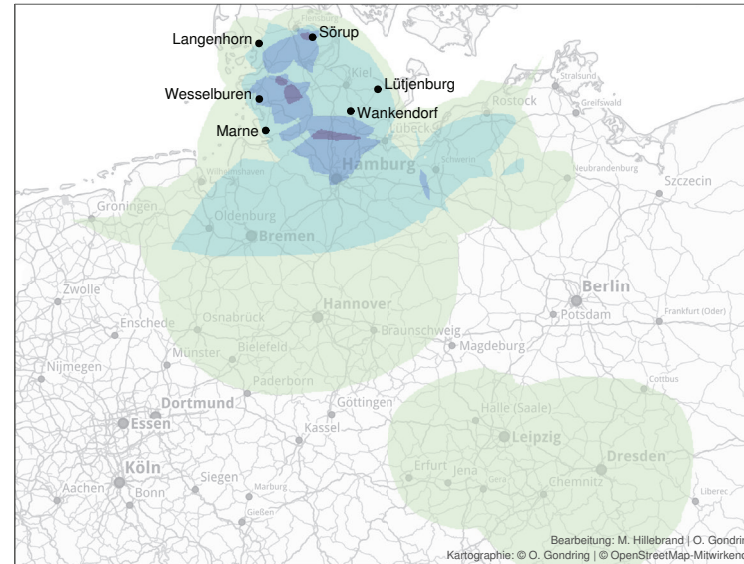 Flensburg
Sörup
Langenhorn
Kiel
Lütjenburg
Wesselburen
Wankendorf
Marne
Lübeck
Rostock
Stralsund
Greifswald
Hamburg
Schwerin
Wilhelmshaven
Neubrandenburg
Szczecin
Groningen
Oldenburg
Bremen
Zwolle
Berlin
Hannover
Potsdam
Frankfurt (Oder)
Enschede
Osnabrück
Braunschweig
Magdeburg
Münster
Bielefeld
Nijmegen
Paderborn
Cottbus
Dortmund
Göttingen
Halle (Saale)
Essen
Kassel
Leipzig
Dresden
Köln
Siegen
Erfurt
Jena
Gera
Chemnitz
Aachen
Bonn
Marburg
Liberec
Gießen
Bearbeitung: M. Hillebrand | O. Gondrin
Kartographie: © O. Gondring | © OpenStreetMap-Mitwirkend